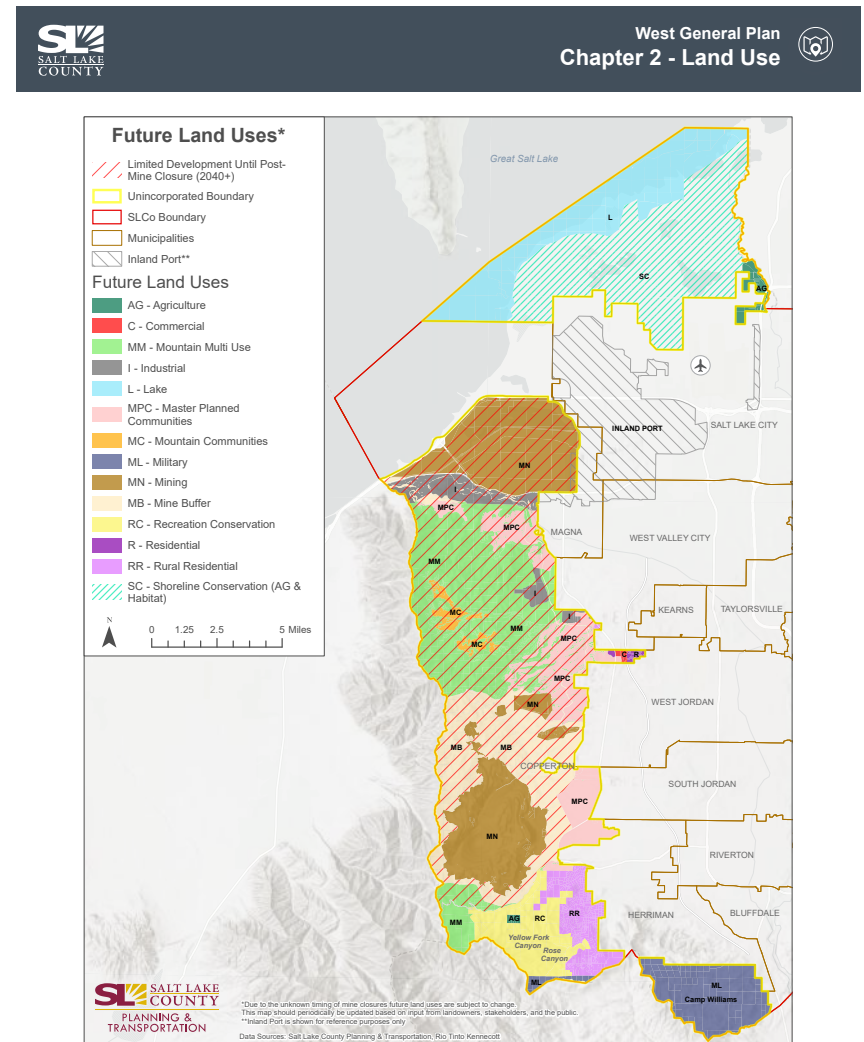 SL
SALT LAKE
COUNTY
West General Plan
Chapter 2 - Land Use
Future Land Uses*
Limited Development Until Post-
Mine Closure (2040+)
Unincorporated Boundary
SLCo Boundary
Municipalities
Inland Port**
Future Land Uses
AG - Agriculture
C - Commercial
MM - Mountain Multi Use
I - Industrial
L - Lake
MPC - Master Planned
Communities
MC - Mountain Communities
ML - Military
MN - Mining
MB - Mine Buffer
RC - Recreation Conservation
R - Residential
RR - Rural Residential
SC - Shoreline Conservation (AG &
Habitat)
N
0 1.25 2.5 5 Miles
Great Salt Lake
L
SC
AG
INLAND PORT
SALT LAKE CITY
MN
I
MPC
MPC
MAGNA
WEST VALLEY CITY
MM
I
MC
KEARNS
TAYLORSVILLE
I
MM
MPC
MC
C R
MPC
WEST JORDAN
MN
MB
MB
COPPERTON
SOUTH JORDAN
MPC
MN
RIVERTON
MM
AG
RC
RR
HERRIMAN
BLUFFDALE
Yellow Fork
Canyon
Rose
Canyon
ML
ML
Camp Williams
SL
SALT LAKE
COUNTY
PLANNING &
TRANSPORTATION
*Due to the unknown timing of mine closures future land uses are subject to change.
This map should periodically be updated based on input from landowners, stakeholders, and the public.
**Inland Port is shown for reference purposes only
Data Sources: Salt Lake County Planning & Transportation, Rio Tinto Kennecott